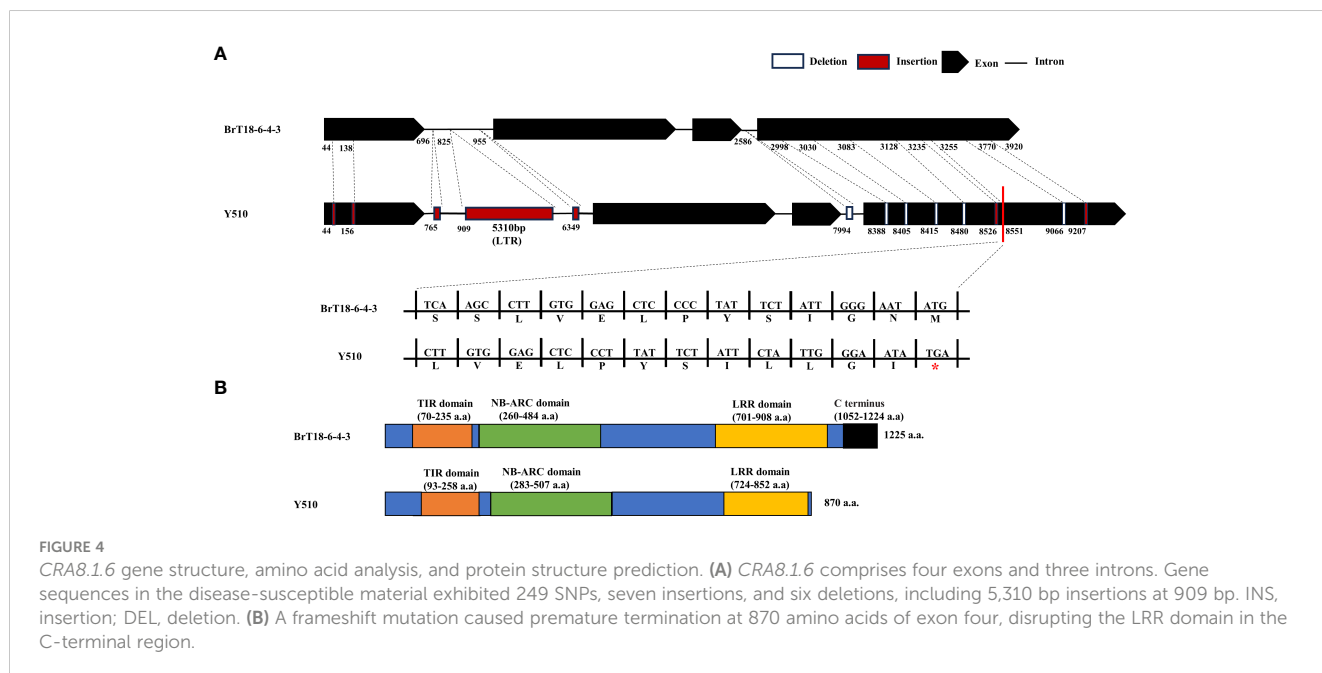 A
Deletion Insertion Exon Intron
BrT18-6-4-3
44 138 696 825 955 2586 2998 3030 3083 3128 3235 3255 3770 3920
Y510
44 156 765 909 5310bp 6349 7994 8388 8405 8415 8480 8526 8551 9066 9207
(LTR)
BrT18-6-4-3 TCA AGC CTT GTG GAG CTC CCC TAT TCT ATT GGG AAT ATG
S S L V E L P Y S I G N M
Y510 CTT GTG GAG CTC CCT TAT TCT ATT CTA TTG GGA ATA TGA
L V E L P Y S I L L G I *
B
TIR domain NB-ARC domain LRR domain C terminus
(70-235 a.a) (260-484 a.a) (701-908 a.a) (1052-1224 a.a)
BrT18-6-4-3 1225 a.a.
TIR domain NB-ARC domain LRR domain
(93-258 a.a) (283-507 a.a) (724-852 a.a)
Y510 870 a.a.
FIGURE 4
CRA8.1.6 gene structure, amino acid analysis, and protein structure prediction. (A) CRA8.1.6 comprises four exons and three introns. Gene
sequences in the disease-susceptible material exhibited 249 SNPs, seven insertions, and six deletions, including 5,310 bp insertions at 909 bp. INS,
insertion; DEL, deletion. (B) A frameshift mutation caused premature termination at 870 amino acids of exon four, disrupting the LRR domain in the
C-terminal region.